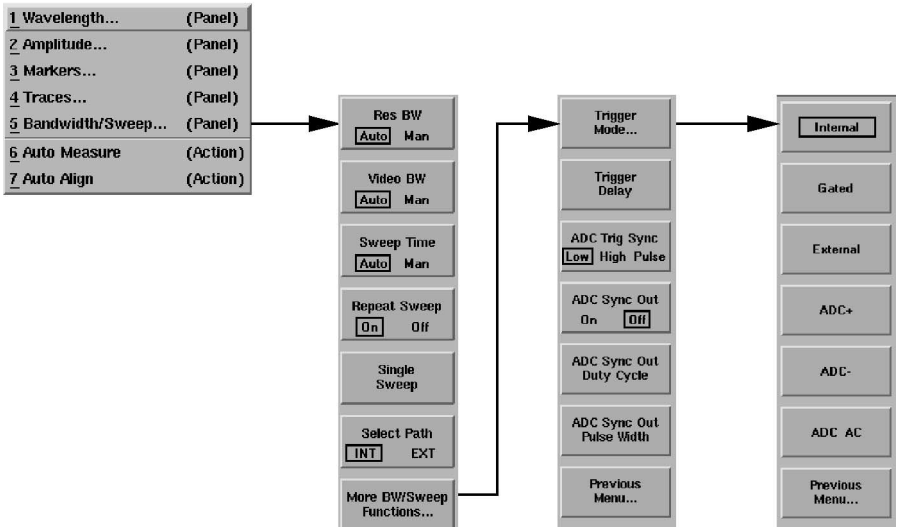 1 Wavelength... (Panel)
2 Amplitude... (Panel)
3 Markers... (Panel)
4 Traces... (Panel)
5 Bandwidth/Sweep... (Panel)
6 Auto Measure (Action)
7 Auto Align (Action)
Res BW
Auto Man
Video BW
Auto Man
Sweep Time
Auto Man
Repeat Sweep
On Off
Single
Sweep
Select Path
INT EXT
More BW/Sweep
Functions...
Trigger
Mode...
Trigger
Delay
ADC Trig Sync
Low High Pulse
ADC Sync Out
On Off
ADC Sync Out
Duty Cycle
ADC Sync Out
Pulse Width
Previous
Menu...
Internal
Gated
External
ADC+
ADC-
ADC AC
Previous
Menu...